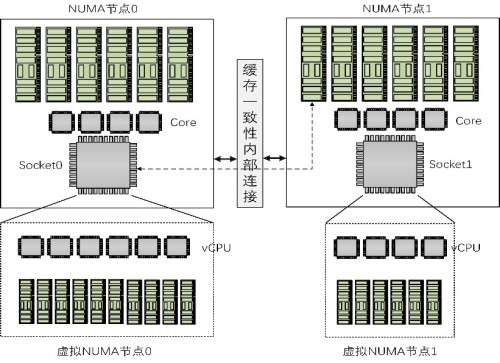 NUMA节点0
NUMA节点1
Core
Core
缓存一致性内部连接
Socket0
Socket1
vCPU
vCPU
虚拟NUMA节点0
虚拟NUMA节点1